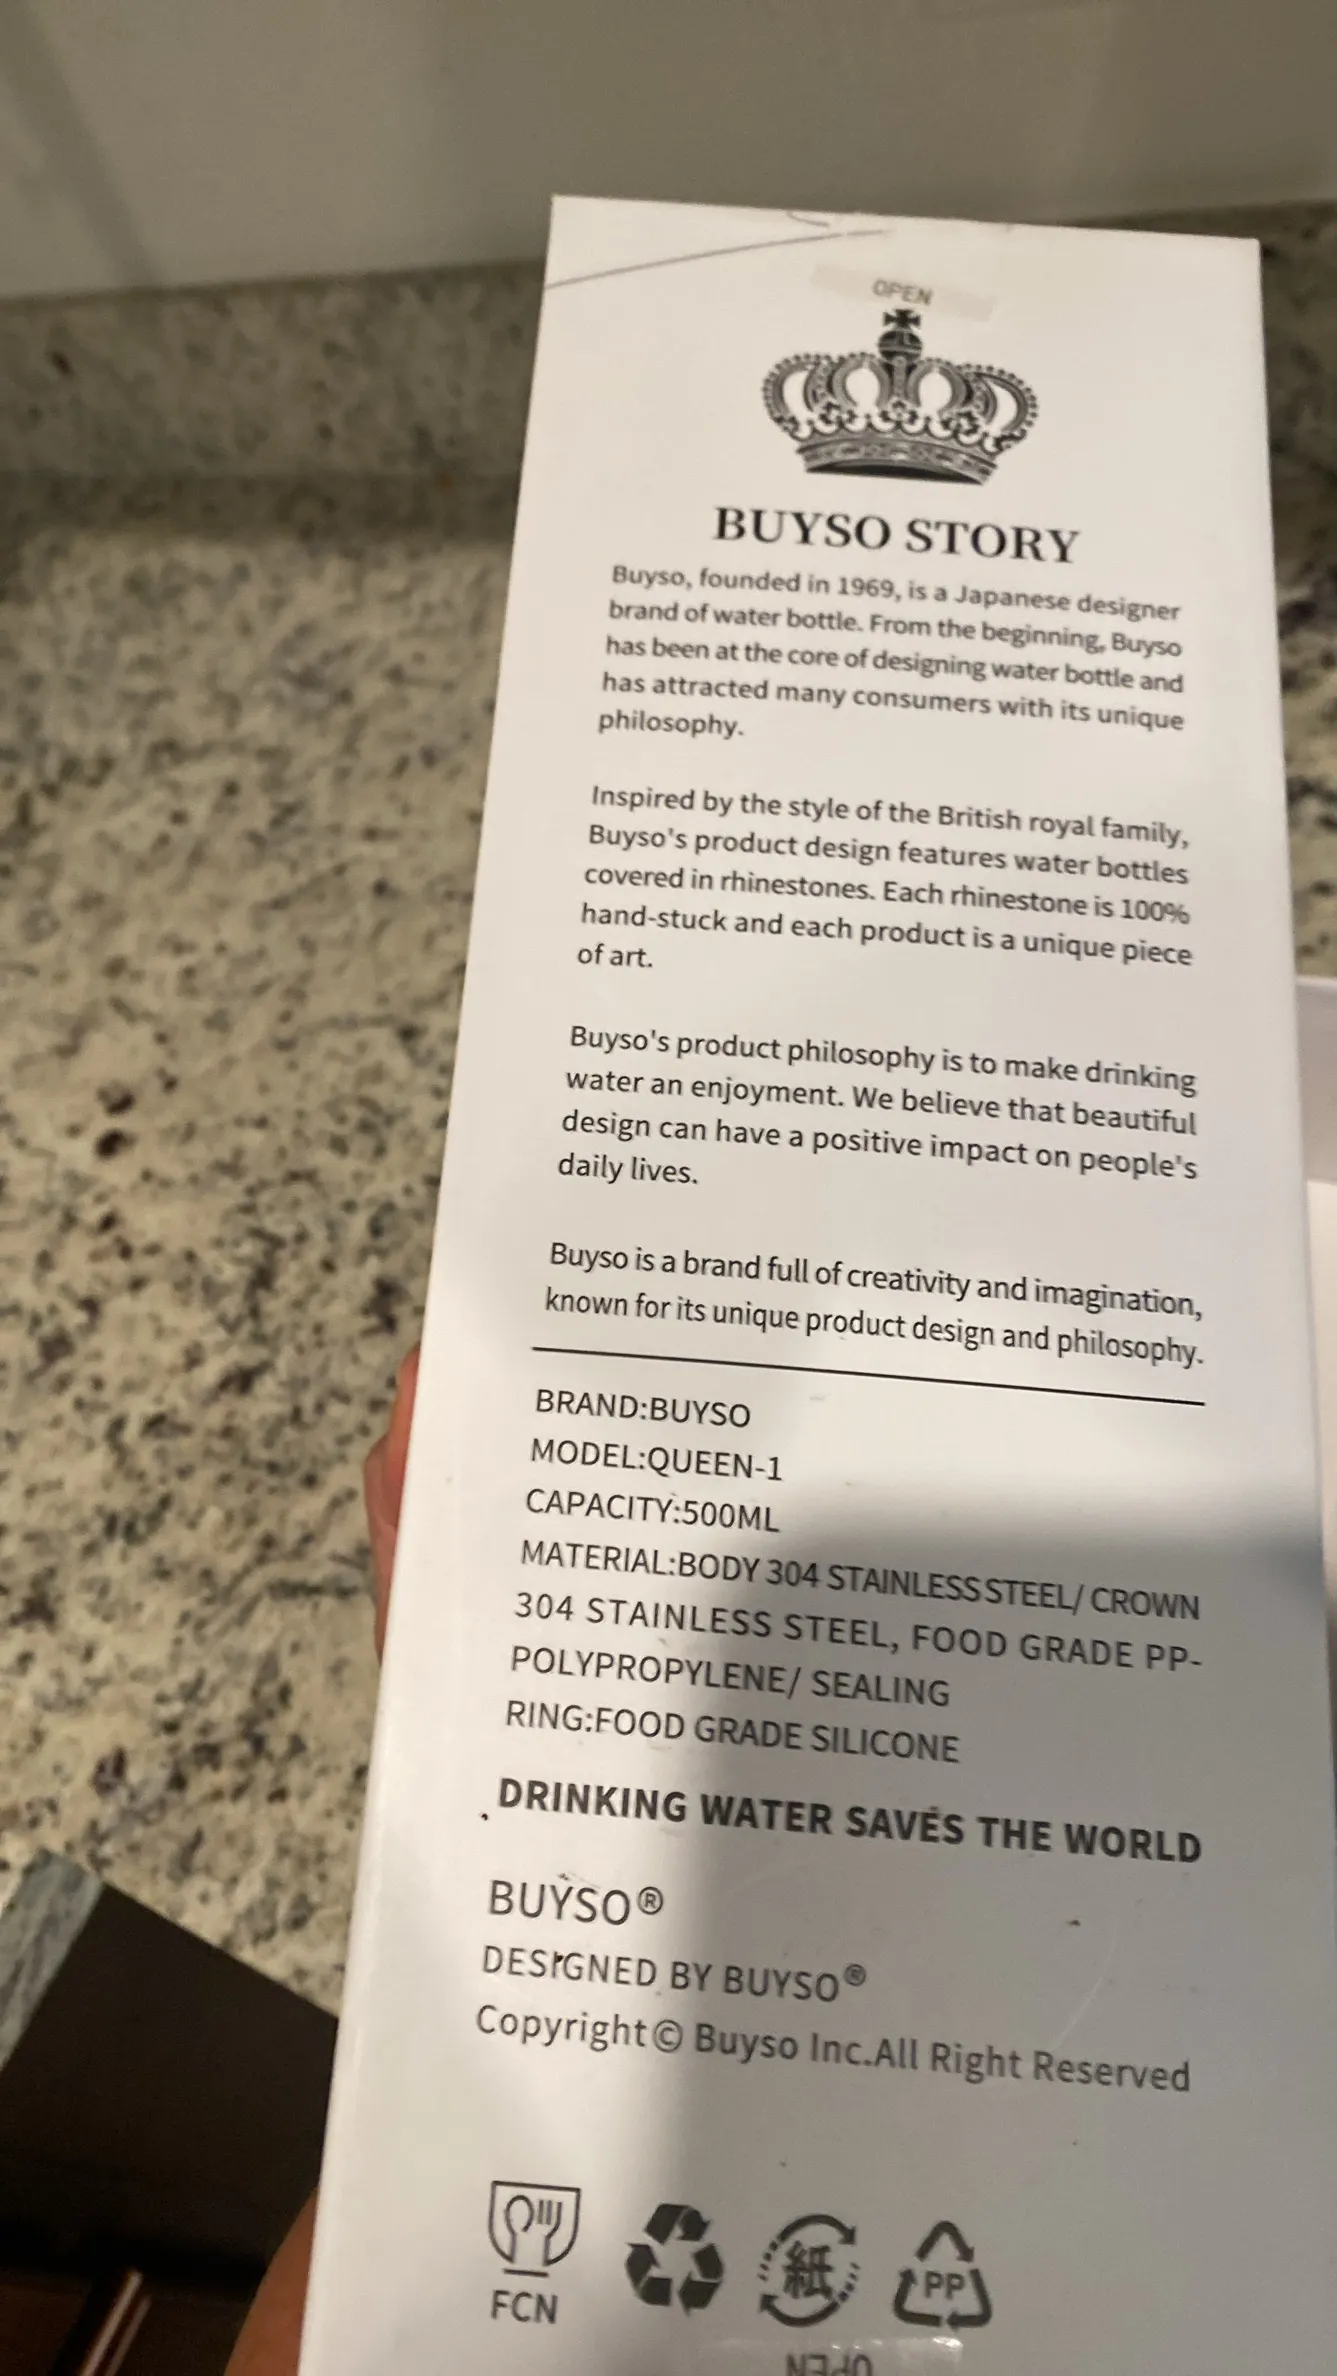 OPEN
BUYSO STORY
Buyso, founded in 1969, is a Japanese designer
brand of water bottle. From the beginning, Buyso
has been at the core of designing water bottle and
has attracted many consumers with its unique
philosophy.
Inspired by the style of the British royal family,
Buyso's product design features water bottles
covered in rhinestones. Each rhinestone is 100%
hand-stuck and each product is a unique piece
of art.
Buyso's product philosophy is to make drinking
water an enjoyment. We believe that beautiful
design can have a positive impact on people's
daily lives.
Buyso is a brand full of creativity and imagination,
known for its unique product design and philosophy.
BRAND:BUYSO
MODEL:QUEEN-1
CAPACITY:500ML
MATERIAL:BODY 304 STAINLESS STEEL/ CROWN
304 STAINLESS STEEL, FOOD GRADE PP-
POLYPROPYLENE/ SEALING
RING:FOOD GRADE SILICONE
DRINKING WATER SAVES THE WORLD
BUYSO®
DESIGNED BY BUYSO®
Copyright© Buyso Inc.All Right Reserved
FCN
紙
PP
OPEN